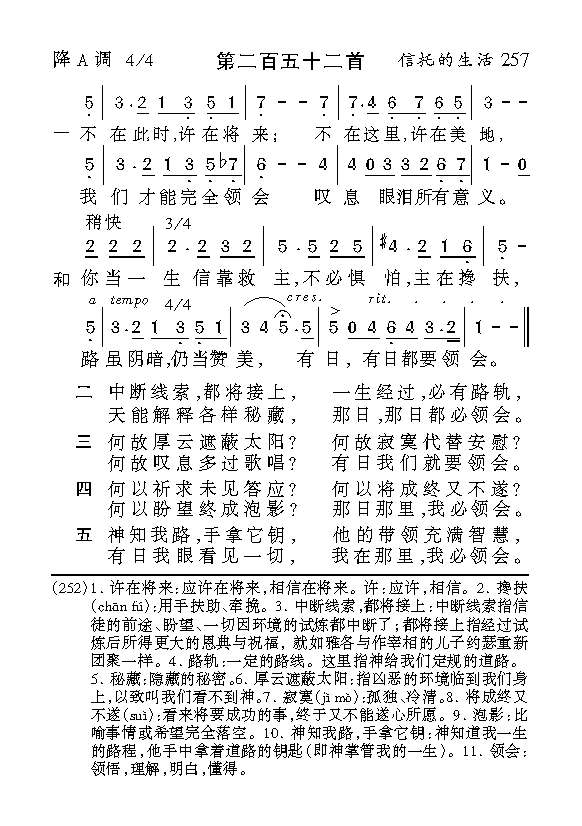 降A调 4/4 第二百五十二首 信托的生活 257
5 | 3·2 1 3 5 1 | 7 - - 7 | 7·4 6 7 6 5 | 3 - -
一 不 在此时,许在将 来； 不 在这里,许在美 地，
5 | 3·2 1 3 5 ♭7 | 6 - - 4 | 4 0 3 3 2 6 7 | 1 - 0
我 们 才能完全领 会 叹 息 眼泪所有意 义。
稍快 3/4
2 2 2 | 2·2 3 2 | 5·5 2 5 | ♯4·2 1 6 | 5 -
和 你当一 生信靠救 主,不必惧 怕,主在搀 扶，
a tempo 4/4 cres. rit. . . . .
5 | 3·2 1 3 5 1 | 3 4 5·5 | 5 0 4 6 4 3·2 | 1 - -
路 虽阴暗,仍当赞 美， 有 日，有日都要 领 会。
二 中断线索,都将接上， 一生经过,必有路轨，
天能解释各样秘藏， 那日,那日都必领会。
三 何故厚云遮蔽太阳？ 何故寂寞代替安慰？
何故叹息多过歌唱？ 有日我们就要领会。
四 何以祈求未见答应？ 何以将成终又不遂？
何以盼望终成泡影？ 那日那里,我必领会。
五 神知我路,手拿它钥， 他的带领充满智慧，
有日我眼看见一切， 我在那里,我必领会。
(252)1. 许在将来:应许在将来,相信在将来。许:应许,相信。2. 搀扶
(chān fú):用手扶助、牵挽。3. 中断线索,都将接上:中断线索指信
徒的前途、盼望、一切因环境的试炼都中断了;都将接上指经过试
炼后所得更大的恩典与祝福，就如雅各与作宰相的儿子约瑟重新
团聚一样。4. 路轨:一定的路线。这里指神给我们定规的道路。
5. 秘藏:隐藏的秘密。6. 厚云遮蔽太阳:指凶恶的环境临到我们身
上,以致叫我们看不到神。7. 寂寞(jì mò):孤独、冷清。8. 将成终又
不遂(suì):看来将要成功的事,终于又不能遂心所愿。9. 泡影:比
喻事情或希望完全落空。10. 神知我路,手拿它钥:神知道我一生
的路程,他手中拿着道路的钥匙(即神掌管我的一生)。11. 领会:
领悟,理解,明白,懂得。